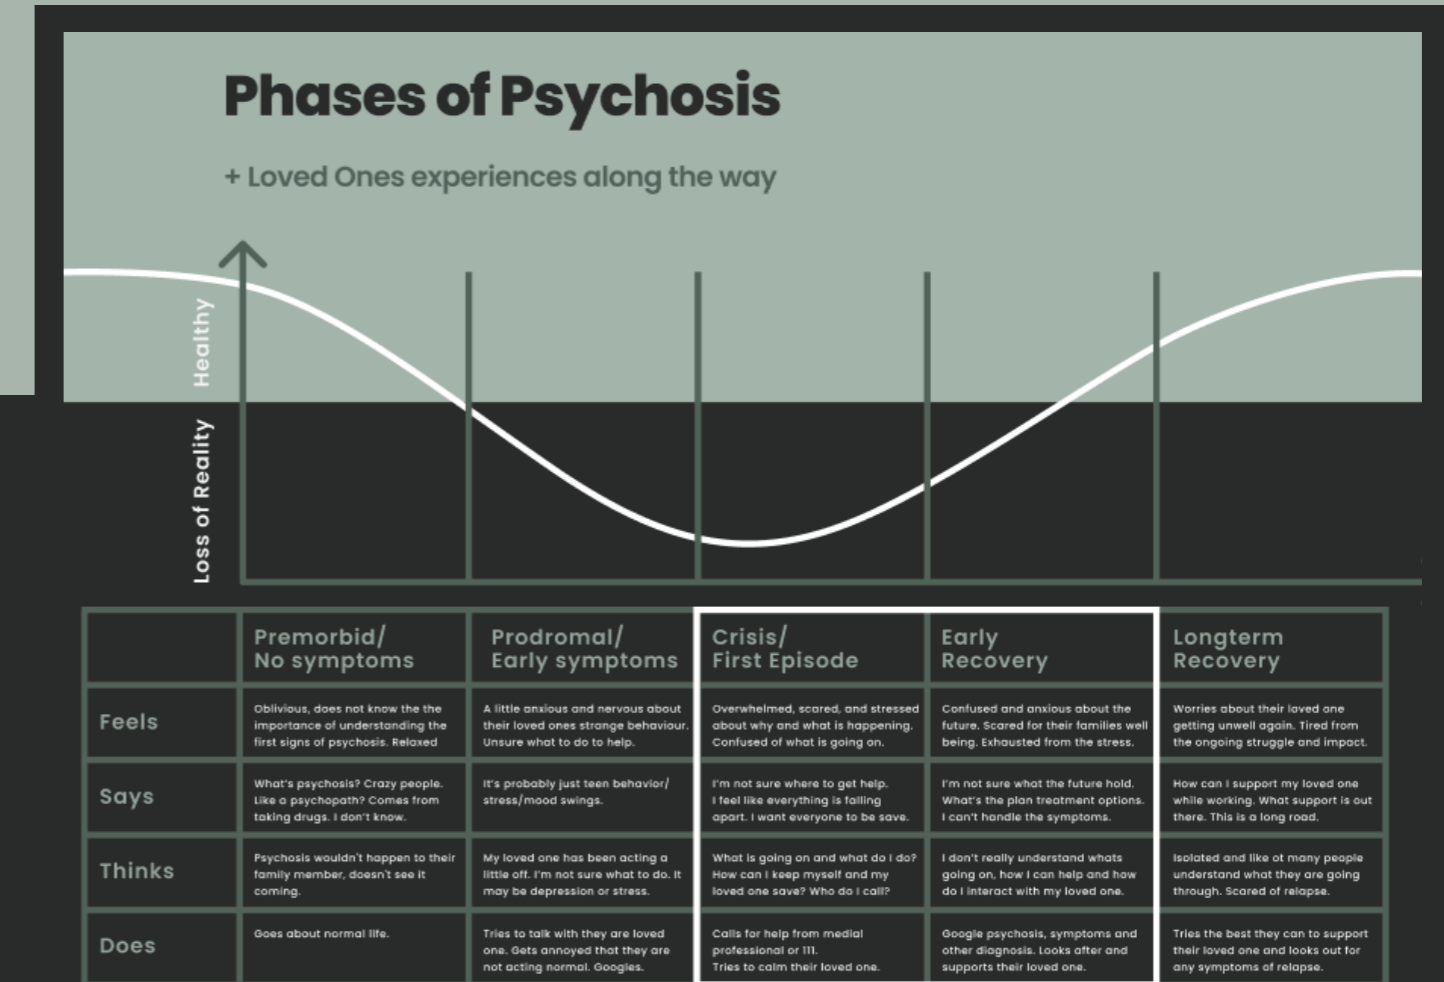 Phases of Psychosis
+ Loved Ones experiences along the way
Healthy
Loss of Reality
Premorbid/
No symptoms
Prodromal/
Early symptoms
Crisis/
First Episode
Early
Recovery
Longterm
Recovery
Feels
Oblivious, does not know the the
importance of understanding the
first signs of psychosis. Relaxed
A little anxious and nervous about
their loved ones strange behaviour.
Unsure what to do to help.
Overwhelmed, scared, and stressed
about why and what is happening.
Confused of what is going on.
Confused and anxious about the
future. Scared for their families well
being. Exhausted from the stress.
Worries about their loved one
getting unwell again. Tired from
the ongoing struggle and impact.
Says
What's psychosis? Crazy people.
Like a psychopath? Comes from
taking drugs. I don't know.
It's probably just teen behavior/
stress/mood swings.
I'm not sure where to get help.
I feel like everything is falling
apart. I want everyone to be save.
I'm not sure what the future hold.
What's the plan treatment options.
I can't handle the symptoms.
How can I support my loved one
while working. What support is out
there. This is a long road.
Thinks
Psychosis wouldn't happen to their
family member, doesn't see it
coming.
My loved one has been acting a
little off. I'm not sure what to do. It
may be depression or stress.
What is going on and what do I do?
How can I keep myself and my
loved one save? Who do I call?
I don't really understand whats
going on, how I can help and how
do I interact with my loved one.
Isolated and like ot many people
understand what they are going
through. Scared of relapse.
Does
Goes about normal life.
Tries to talk with they are loved
one. Gets annoyed that they are
not acting normal. Googles.
Calls for help from medial
professional or 111.
Tries to calm their loved one.
Google psychosis, symptoms and
other diagnosis. Looks after and
supports their loved one.
Tries the best they can to support
their loved one and looks out for
any symptoms of relapse.